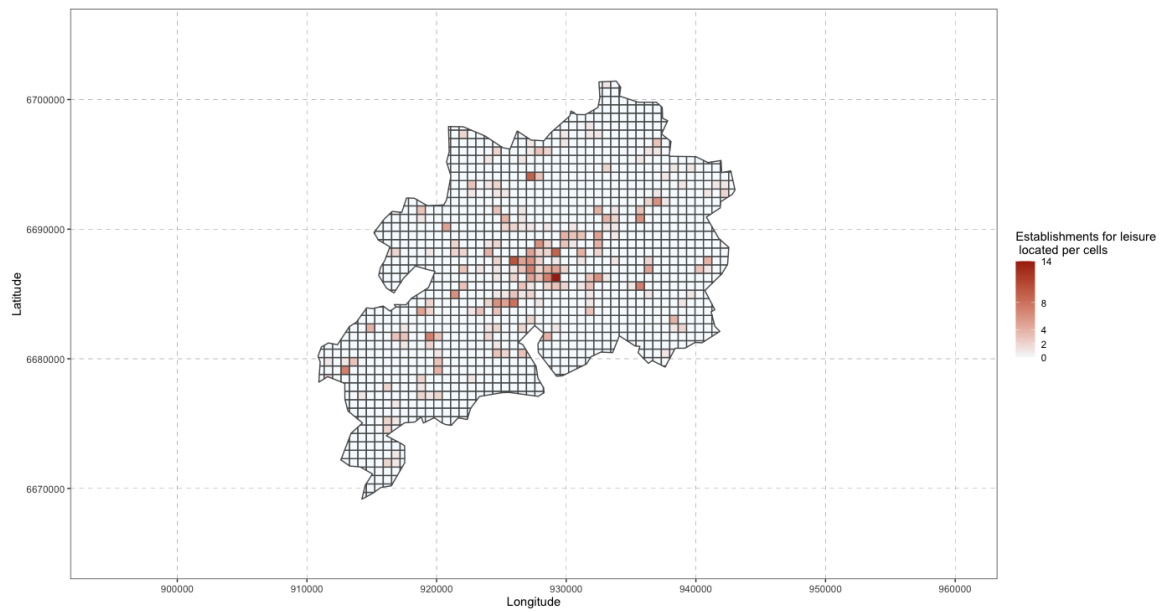 6700000
6690000
6680000
6670000
Latitude
900000 910000 920000 930000 940000 950000 960000
Longitude
Establishments for leisure
located per cells
14
8
4
2
0